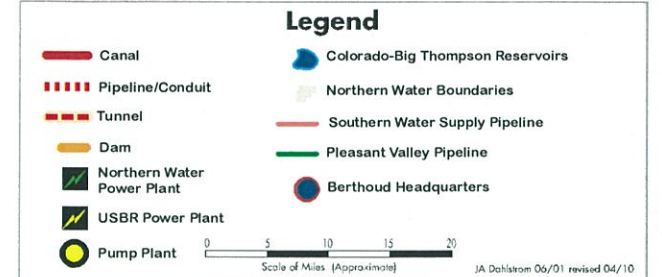 Legend
Canal
Pipeline/Conduit
Tunnel
Dam
Northern Water
Power Plant
USBR Power Plant
Pump Plant
Colorado-Big Thompson Reservoirs
Northern Water Boundaries
Southern Water Supply Pipeline
Pleasant Valley Pipeline
Berthoud Headquarters
0 5 10 15 20
Scale of Miles (Approximate)
JA Dahlstrom 06/01 revised 04/10